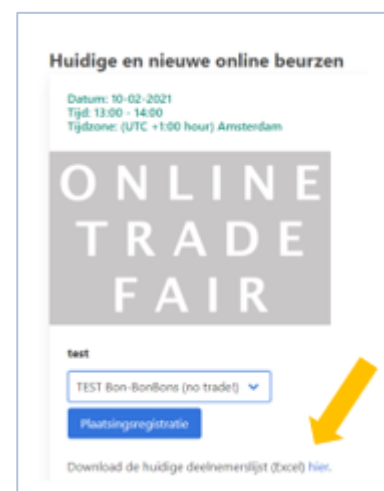 Huidige en nieuwe online beurzen
Datum: 10-02-2021
Tijd: 13:00 - 14:00
Tijdzone: (UTC +1:00 hour) Amsterdam
ONLINE
TRADE
FAIR
test
TEST Bon-BonBons (no trade!)
Plaatsingsregistratie
Download de huidige deelnemerslijst (Excel) hier.